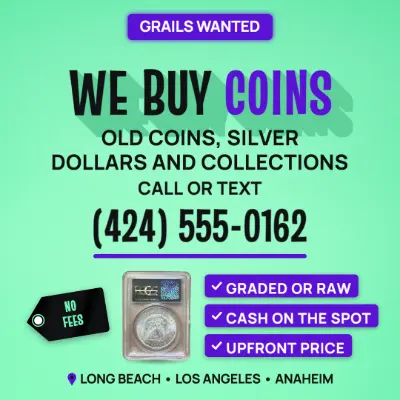 GRAILS WANTED
WE BUY COINS
OLD COINS, SILVER
DOLLARS AND COLLECTIONS
CALL OR TEXT
(424) 555-0162
NO
FEES
GRADED OR RAW
CASH ON THE SPOT
UPFRONT PRICE
LONG BEACH • LOS ANGELES • ANAHEIM